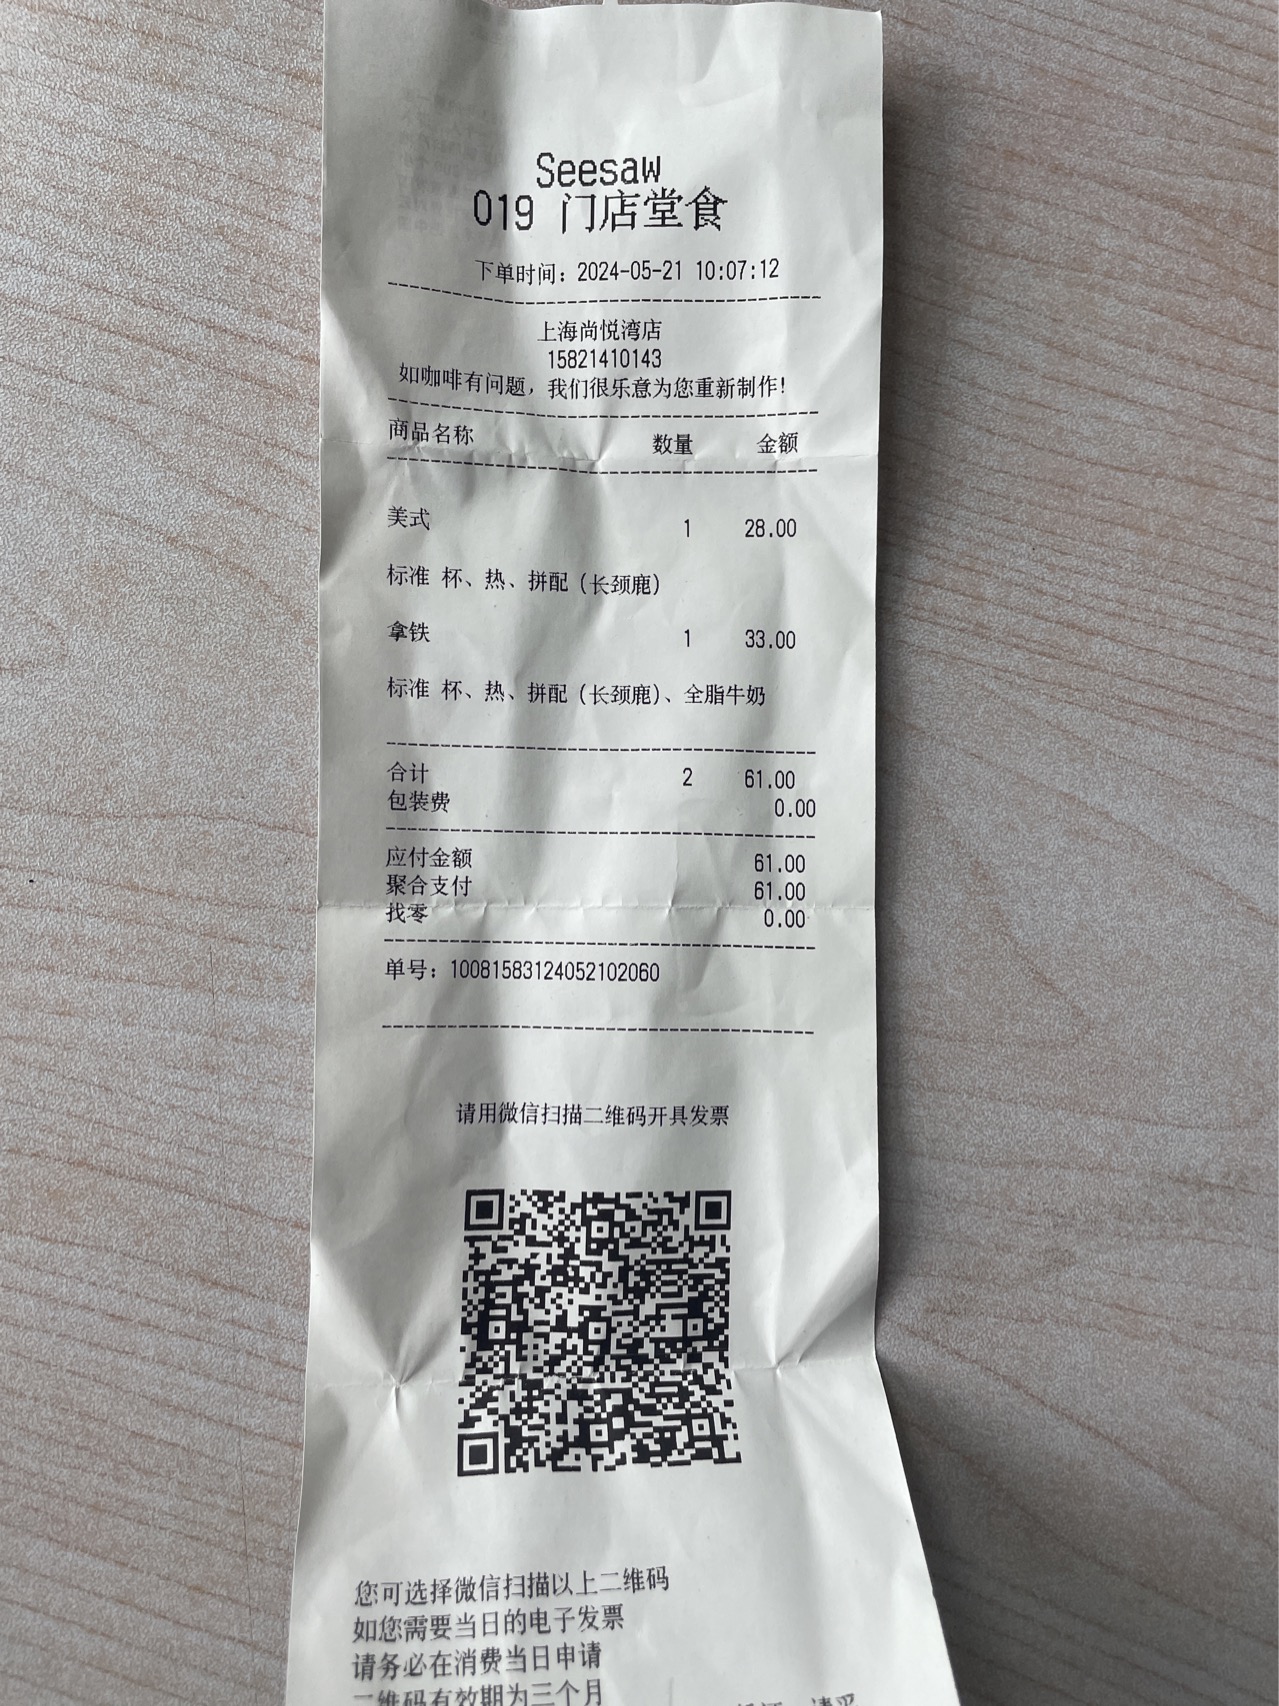 Seesaw
019 门店堂食
下单时间：2024-05-21 10:07:12
上海尚悦湾店
15821410143
如咖啡有问题，我们很乐意为您重新制作！
商品名称 数量 金额
美式 1 28.00
标准 杯、热、拼配（长颈鹿）
拿铁 1 33.00
标准 杯、热、拼配（长颈鹿）、全脂牛奶
合计 2 61.00
包装费 0.00
应付金额 61.00
聚合支付 61.00
找零 0.00
单号：10081583124052102060
请用微信扫描二维码开具发票
您可选择微信扫描以上二维码
如您需要当日的电子发票
请务必在消费当日申请
二维码有效期为三个月